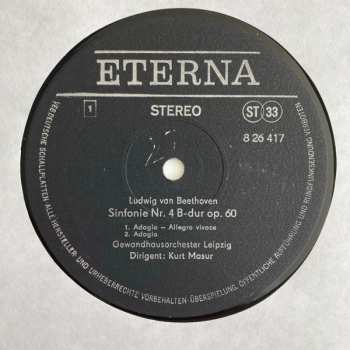 ETERNA
1
STEREO
ST 33
8 26 417
Ludwig van Beethoven
Sinfonie Nr. 4 B-dur op. 60
1. Adagio – Allegro vivace
2. Adagio
Gewandhausorchester Leipzig
Dirigent: Kurt Masur
VEB DEUTSCHE SCHALLPLATTEN ALLE HERSTELLER- UND URHEBERRECHTE VORBEHALTEN · ÜBERSPIELUNG, ÖFFENTLICHE AUFFÜHRUNG UND RUNDFUNKSENDUNG VERBOTEN